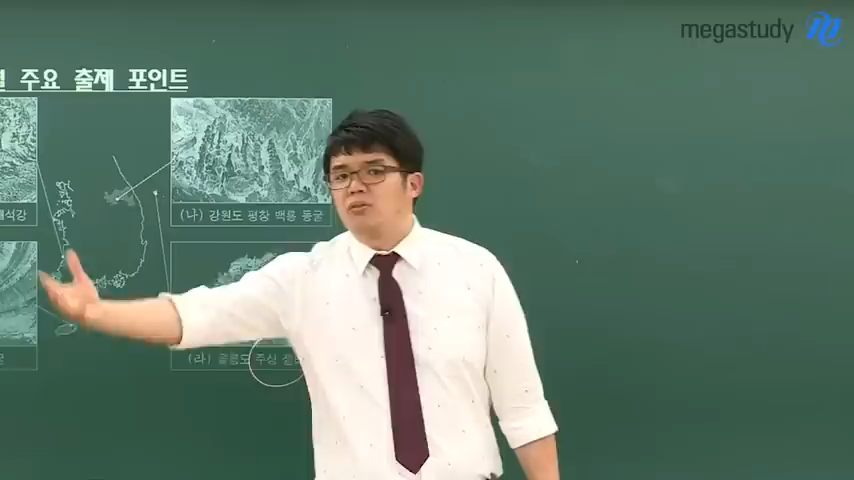 megastudy
주요 출제 포인트
석강
(나) 강원도 평창 백룡 동굴
굴
(라) 울릉도 주상